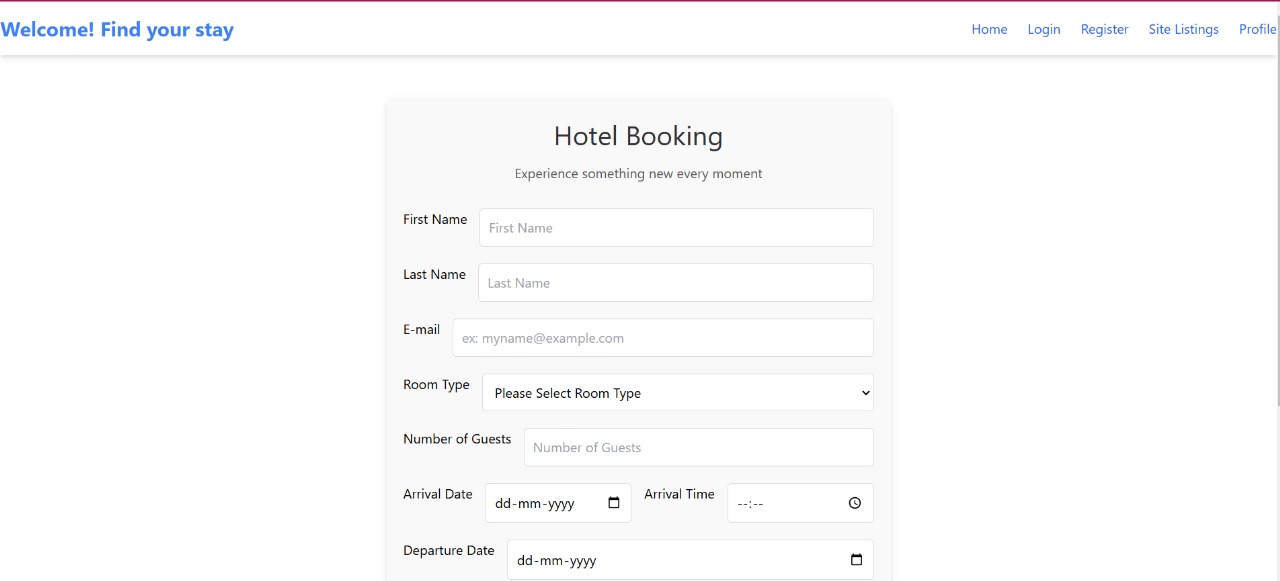 Welcome! Find your stay Home Login Register Site Listings Profile
Hotel Booking
Experience something new every moment
First Name First Name
Last Name Last Name
E-mail ex: myname@example.com
Room Type Please Select Room Type
Number of Guests Number of Guests
Arrival Date dd-mm-yyyy Arrival Time --:--
Departure Date dd-mm-yyyy